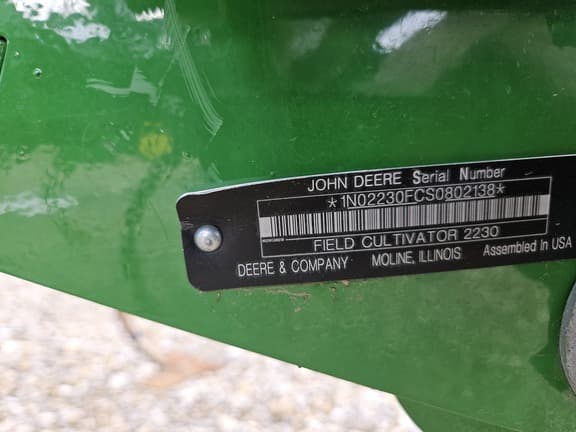 JOHN DEERE Serial Number
*1N02230FCS0802138*
FIELD CULTIVATOR 2230
DEERE & COMPANY MOLINE, ILLINOIS Assembled In USA